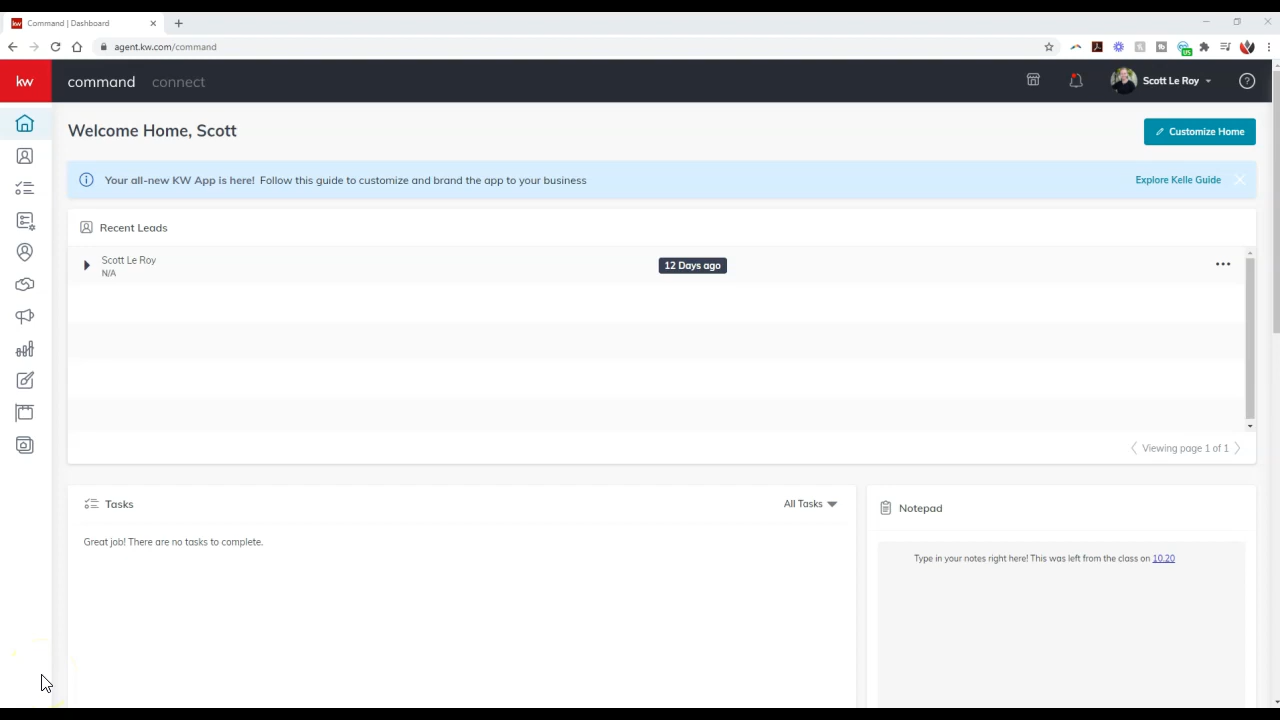 Command | Dashboard
agent.kw.com/command
US
kw
command
connect
Scott Le Roy
Welcome Home, Scott
Customize Home
Your all-new KW App is here! Follow this guide to customize and brand the app to your business
Explore Kelle Guide
Recent Leads
Scott Le Roy
N/A
12 Days ago
Viewing page 1 of 1
Tasks
All Tasks
Great job! There are no tasks to complete.
Notepad
Type in your notes right here! This was left from the class on 10.20